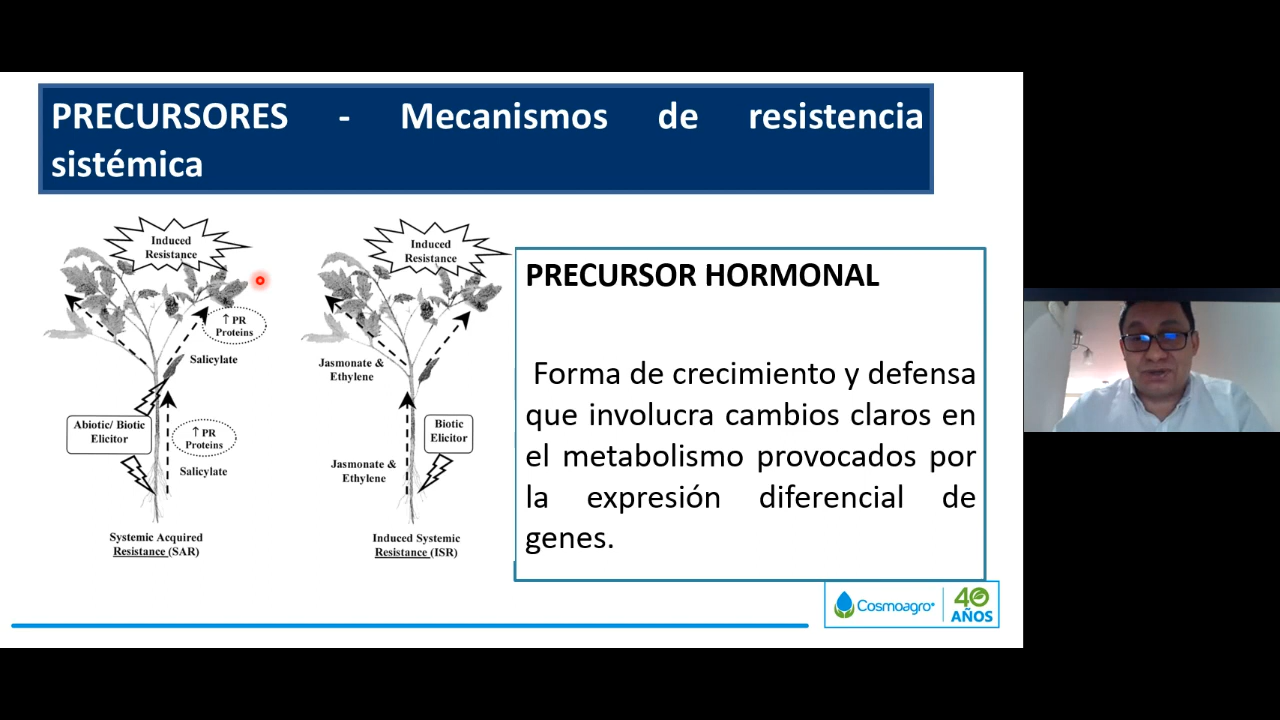 PRECURSORES - Mecanismos de resistencia
sistémica
Induced
Resistance
↑ PR
Proteins
Salicylate
Abiotic/ Biotic
Elicitor
↑ PR
Proteins
Salicylate
Systemic Acquired
Resistance (SAR)
Induced
Resistance
Jasmonate &
Ethylene
Biotic
Elicitor
Jasmonate &
Ethylene
Induced Systemic
Resistance (ISR)
PRECURSOR HORMONAL
Forma de crecimiento y defensa
que involucra cambios claros en
el metabolismo provocados por
la expresión diferencial de
genes.
Cosmoagro
40
AÑOS